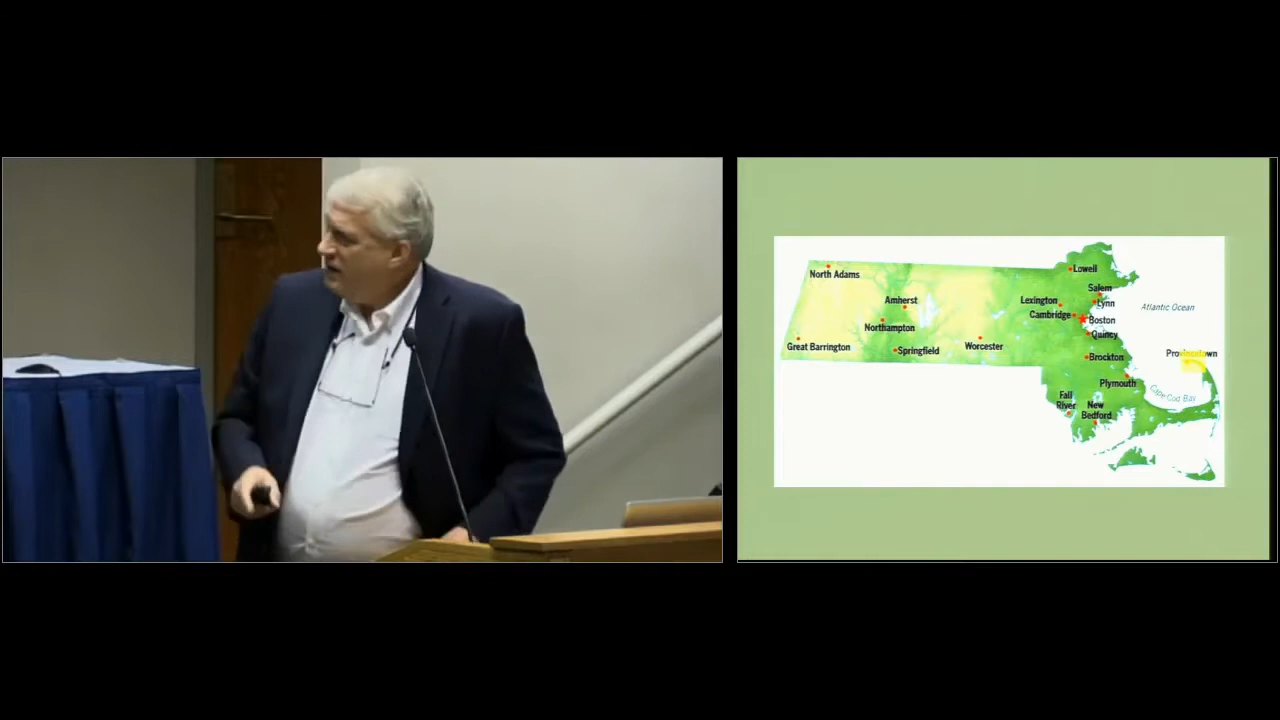 Lowell
North Adams
Salem
Amherst
Lexington
Lynn
Atlantic Ocean
Cambridge
Boston
Northampton
Quincy
Great Barrington
Springfield
Worcester
Provincetown
Brockton
Plymouth
Cape Cod Bay
Fall
River
New
Bedford